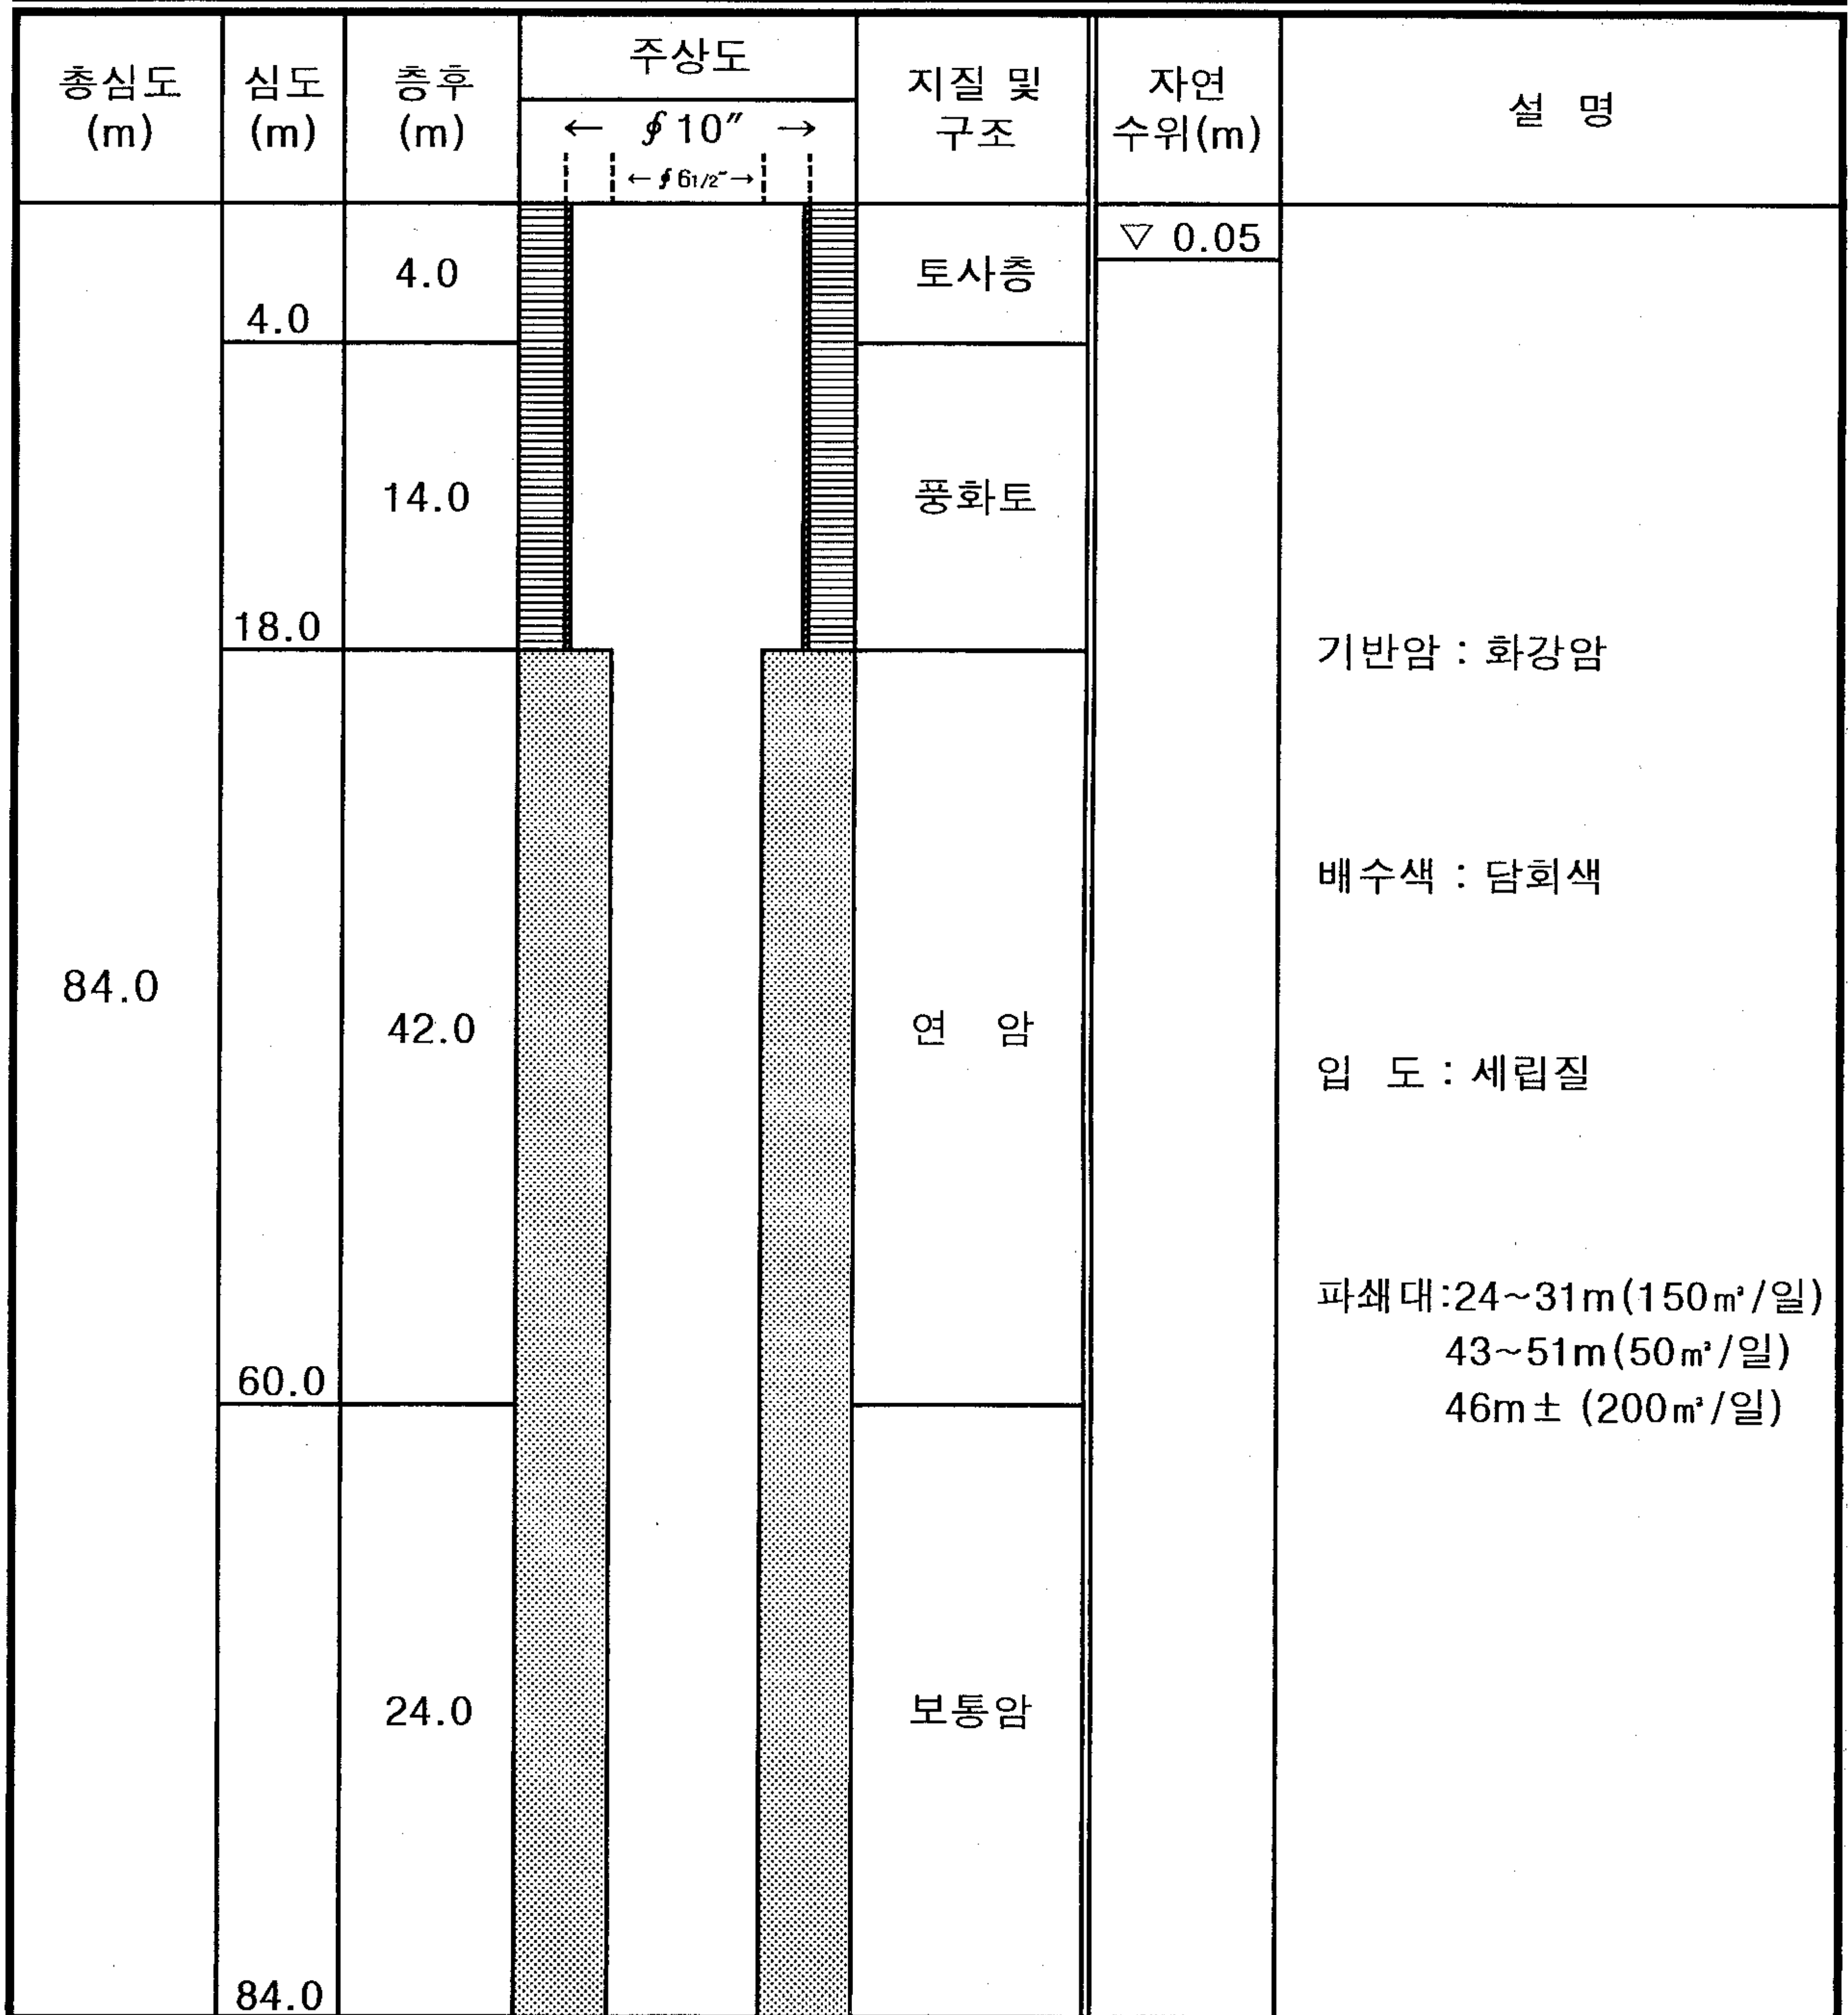 총심도
(m)
심도
(m)
층후
(m)
주상도
← ∮10″ →
← ∮61/2″ →
지질 및
구조
자연
수위(m)
설 명
84.0
4.0
4.0
토사층
▽ 0.05
18.0
14.0
풍화토
60.0
42.0
연 암
84.0
24.0
보통암
기반암 : 화강암
배수색 : 담회색
입 도 : 세립질
파쇄대:24~31m(150㎥/일)
43~51m(50㎥/일)
46m± (200㎥/일)